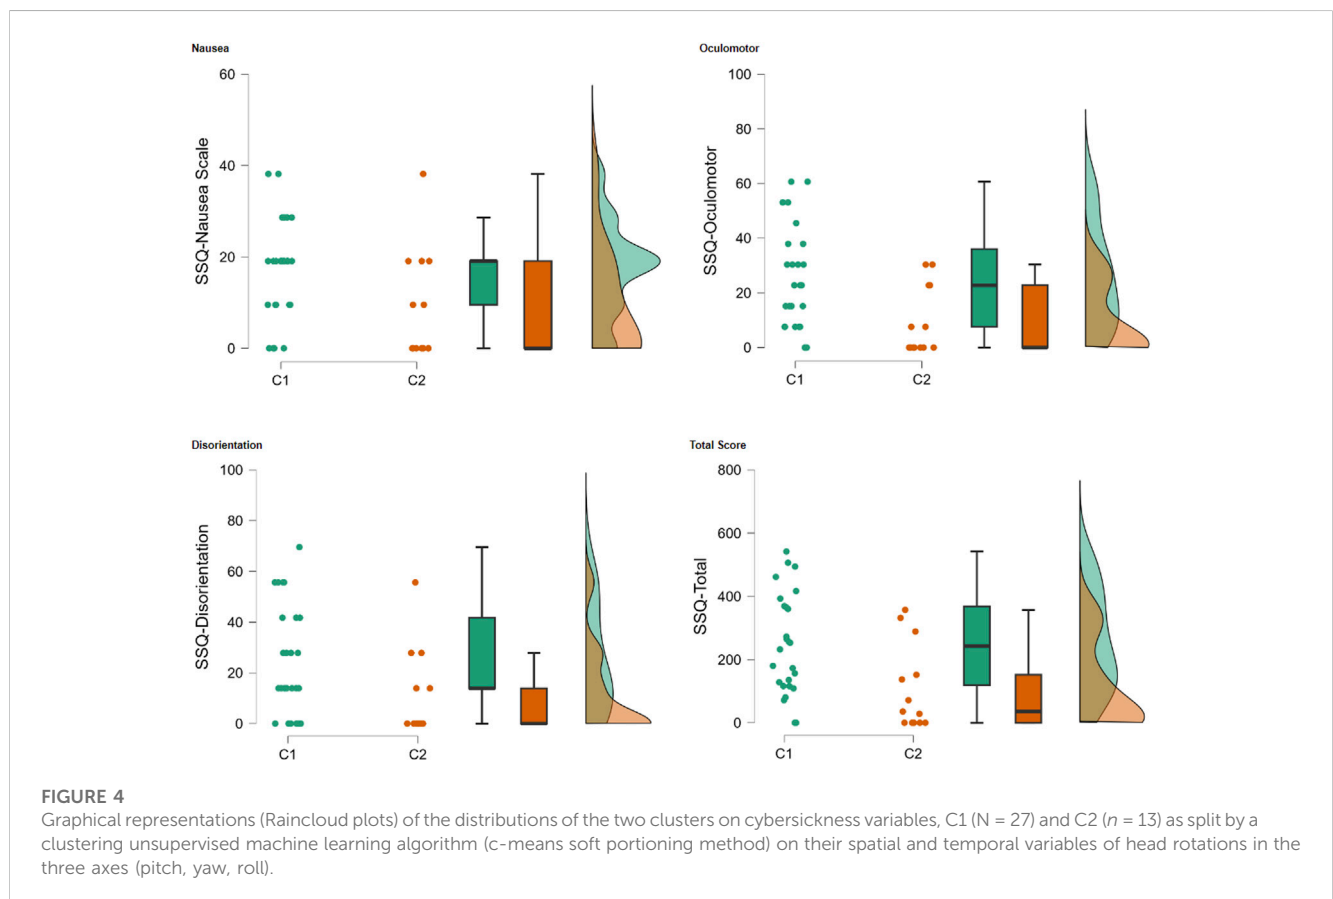 Nausea
SSQ-Nausea Scale
60
40
20
0
C1
C2
Oculomotor
SSQ-Oculomotor
100
80
60
40
20
0
C1
C2
Disorientation
SSQ-Disorientation
100
80
60
40
20
0
C1
C2
Total Score
SSQ-Total
800
600
400
200
0
C1
C2
FIGURE 4
Graphical representations (Raincloud plots) of the distributions of the two clusters on cybersickness variables, C1 (N = 27) and C2 (n = 13) as split by a
clustering unsupervised machine learning algorithm (c-means soft portioning method) on their spatial and temporal variables of head rotations in the
three axes (pitch, yaw, roll).